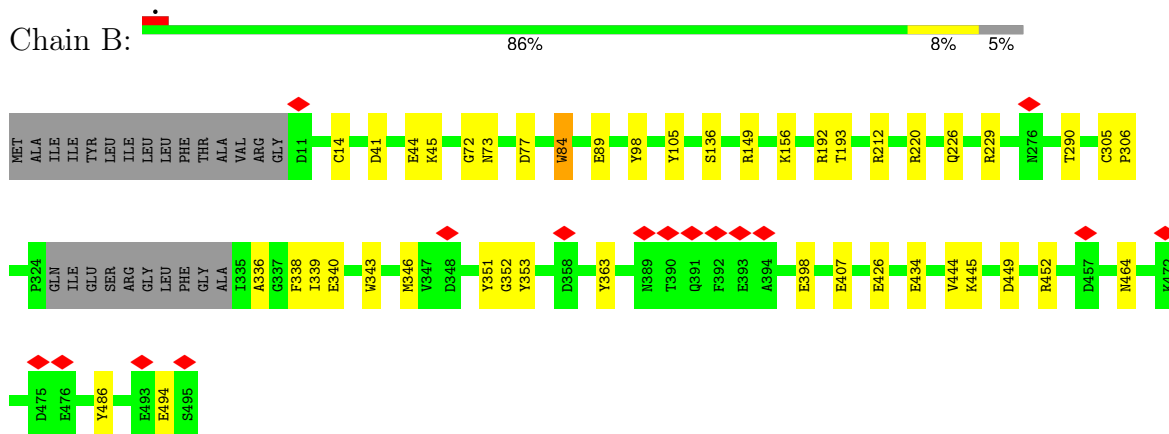 Chain B:
86% 8% 5%
MET ALA ILE ILE TYR LEU ILE LEU LEU PHE THR ALA VAL ARG GLY D11 C14 D41 E44 K45 G72 N73 D77 W84 E89 Y98 Y105 S136 R149 K156 R192 T193 R212 R220 Q226 R229 N276 T290 C305 P306
P324 GLN ILE GLU SER ARG GLY LEU PHE GLY ALA I335 A336 G337 F338 I339 E340 W343 M346 V347 D348 Y351 G352 Y353 D358 Y363 N389 T390 Q391 F392 E393 A394 E398 E407 E426 E434 V444 K445 D449 R452 D457 N464 K472
D475 E476 Y486 E493 E494 S495